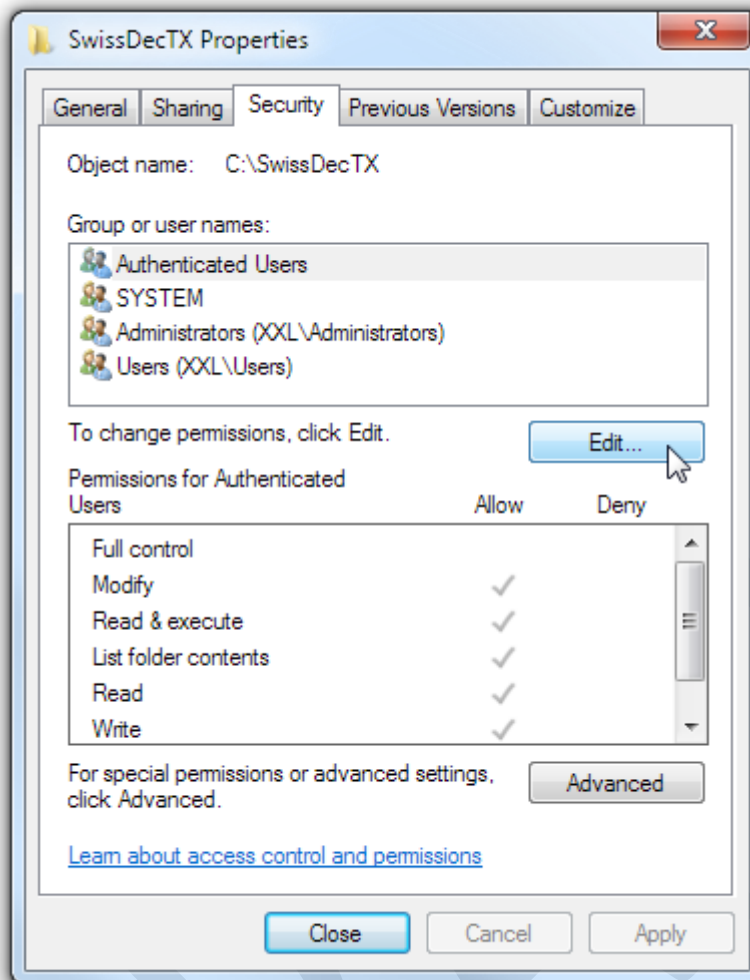 SwissDecTX Properties
General Sharing Security Previous Versions Customize
Object name: C:\SwissDecTX
Group or user names:
Authenticated Users
SYSTEM
Administrators (XXL\Administrators)
Users (XXL\Users)
To change permissions, click Edit.
Edit...
Permissions for Authenticated
Users Allow Deny
Full control
Modify
Read & execute
List folder contents
Read
Write
For special permissions or advanced settings,
click Advanced.
Advanced
Learn about access control and permissions
Close Cancel Apply